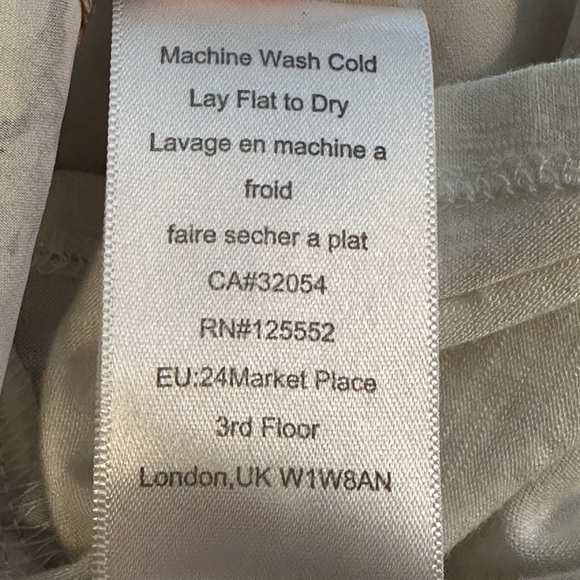 Machine Wash Cold
Lay Flat to Dry
Lavage en machine a
froid
faire secher a plat
CA#32054
RN#125552
EU:24Market Place
3rd Floor
London,UK W1W8AN